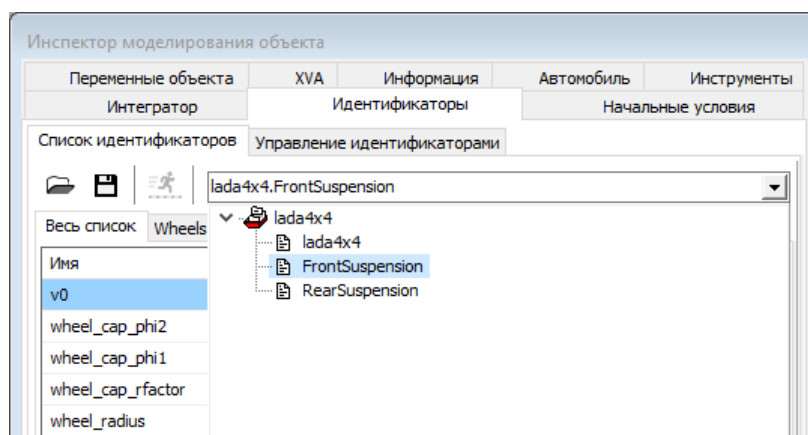 Инспектор моделирования объекта
Переменные объекта XVA Информация Автомобиль Инструменты
Интегратор Идентификаторы Начальные условия
Список идентификаторов Управление идентификаторами
lada4x4.FrontSuspension
Весь список Wheels lada4x4
lada4x4
Имя FrontSuspension
v0 RearSuspension
wheel_cap_phi2
wheel_cap_phi1
wheel_cap_rfactor
wheel_radius